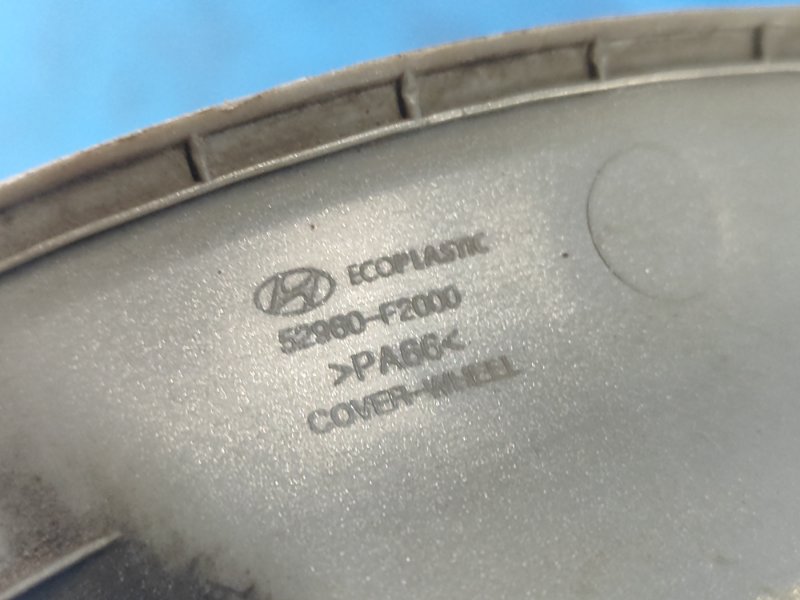 ECOPLASTIC
52960-F2000
>PA66<
COVER-WHEEL